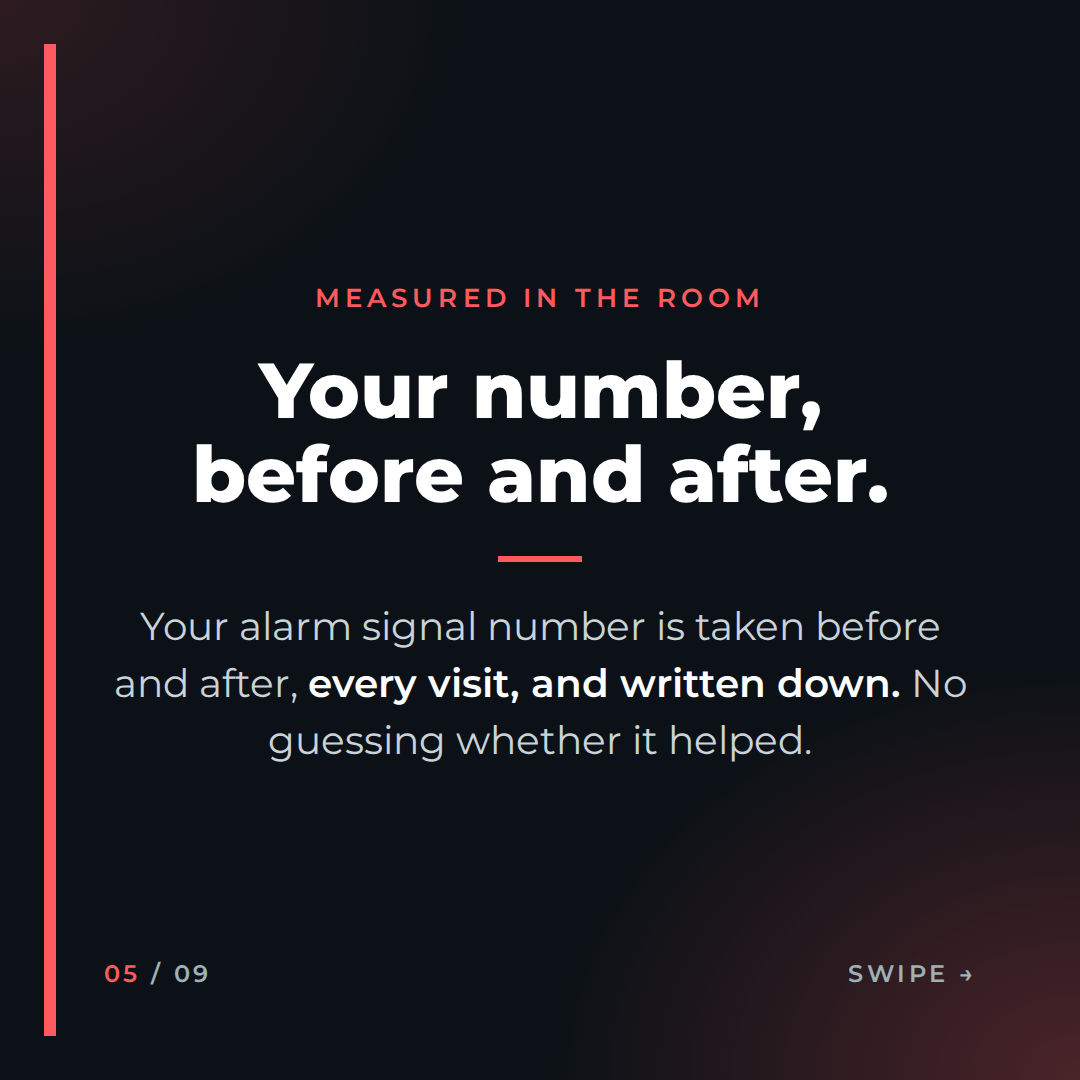 MEASURED IN THE ROOM
Your number,
before and after.
Your alarm signal number is taken before
and after, every visit, and written down. No
guessing whether it helped.
05 / 09
SWIPE →